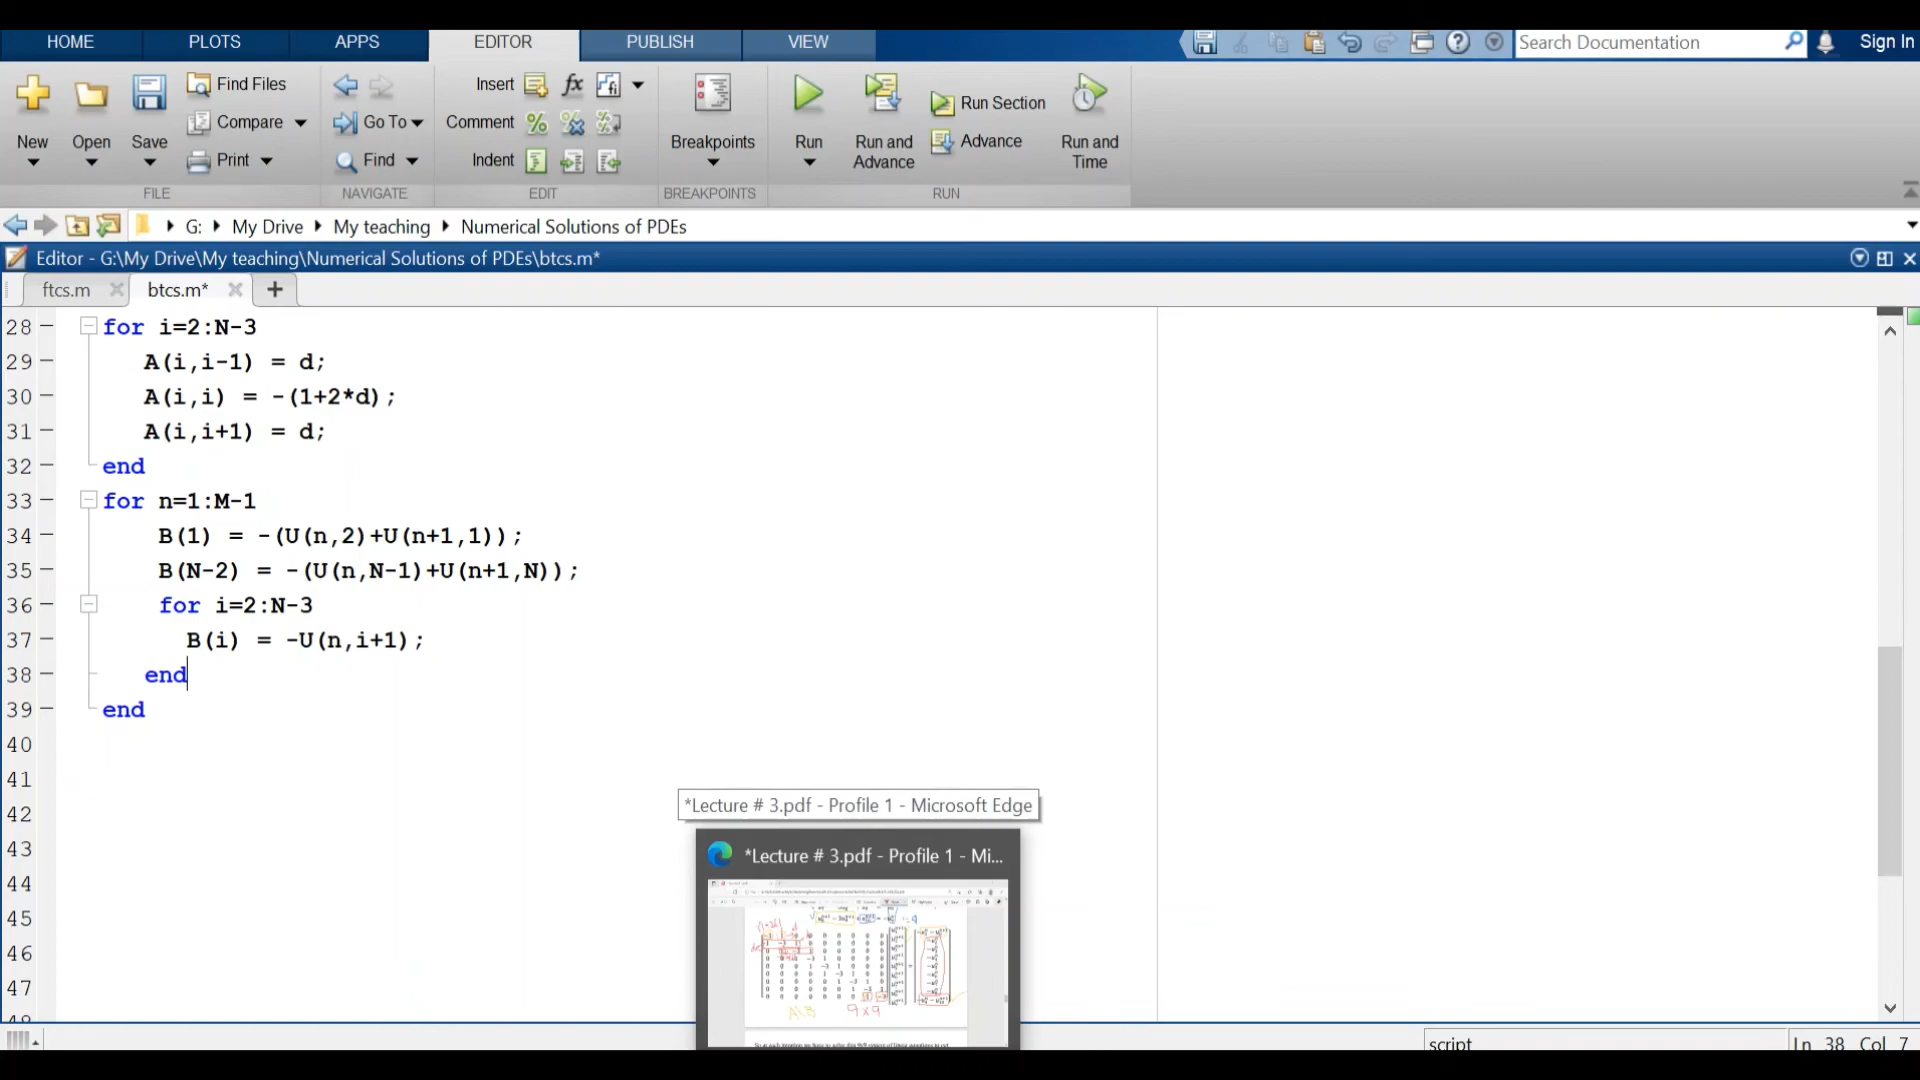 HOME PLOTS APPS EDITOR PUBLISH VIEW Search Documentation Sign In
New Open Save Find Files Compare Print Go To Find Insert fx Comment Indent Breakpoints Run Run and Advance Run Section Advance Run and Time
FILE NAVIGATE EDIT BREAKPOINTS RUN
G: My Drive My teaching Numerical Solutions of PDEs
Editor - G:\My Drive\My teaching\Numerical Solutions of PDEs\btcs.m*
ftcs.m btcs.m*
28 for i=2:N-3
29 A(i,i-1) = d;
30 A(i,i) = -(1+2*d);
31 A(i,i+1) = d;
32 end
33 for n=1:M-1
34 B(1) = -(U(n,2)+U(n+1,1));
35 B(N-2) = -(U(n,N-1)+U(n+1,N));
36 for i=2:N-3
37 B(i) = -U(n,i+1);
38 end
39 end
40
41
42
43
44
45
46
47
*Lecture # 3.pdf - Profile 1 - Microsoft Edge
*Lecture # 3.pdf - Profile 1 - Mi...
A\B 9x9
script Ln 38 Col 7